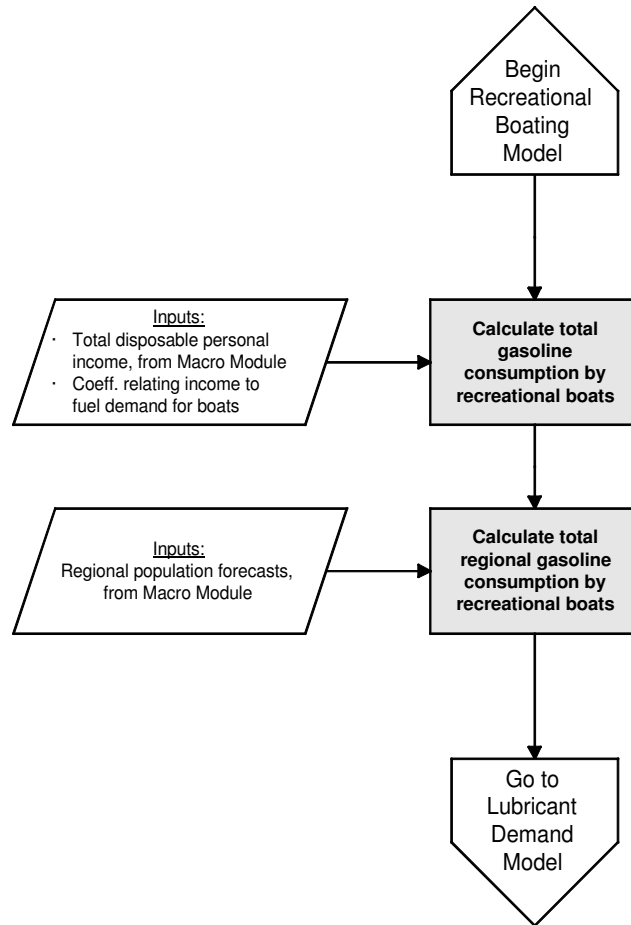 Begin
Recreational
Boating
Model
Inputs:
· Total disposable personal
income, from Macro Module
· Coeff. relating income to
fuel demand for boats
Calculate total
gasoline
consumption by
recreational boats
Inputs:
Regional population forecasts,
from Macro Module
Calculate total
regional gasoline
consumption by
recreational boats
Go to
Lubricant
Demand
Model